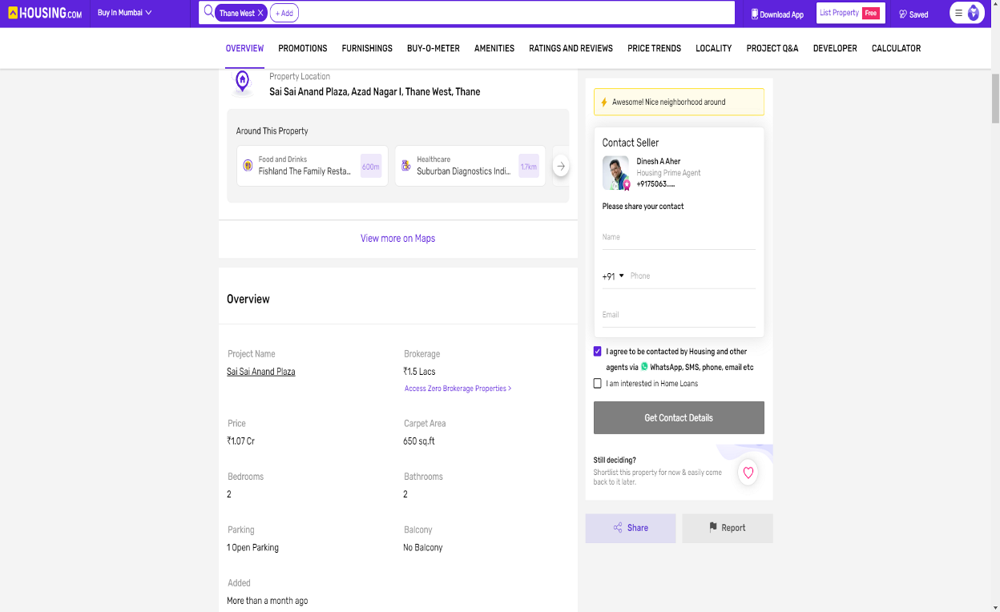 HOUSING.COM
Buy in Mumbai
Thane West X
+ Add
Download App
List Property Free
Saved
OVERVIEW
PROMOTIONS
FURNISHINGS
BUY-O-METER
AMENITIES
RATINGS AND REVIEWS
PRICE TRENDS
LOCALITY
PROJECT Q&A
DEVELOPER
CALCULATOR
Property Location
Sai Sai Anand Plaza, Azad Nagar I, Thane West, Thane
Around This Property
Food and Drinks
Fishland The Family Resta...
600m
Healthcare
Suburban Diagnostics Indi...
1.7km
View more on Maps
Overview
Project Name
Sai Sai Anand Plaza
Brokerage
₹1.5 Lacs
Access Zero Brokerage Properties >
Price
₹1.07 Cr
Carpet Area
650 sq.ft
Bedrooms
2
Bathrooms
2
Parking
1 Open Parking
Balcony
No Balcony
Added
More than a month ago
Awesome! Nice neighborhood around
Contact Seller
Dinesh A Aher
Housing Prime Agent
+9175063.....
Please share your contact
Name
+91 Phone
Email
I agree to be contacted by Housing and other
agents via WhatsApp, SMS, phone, email etc
I am interested in Home Loans
Get Contact Details
Still deciding?
Shortlist this property for now & easily come
back to it later.
Share
Report